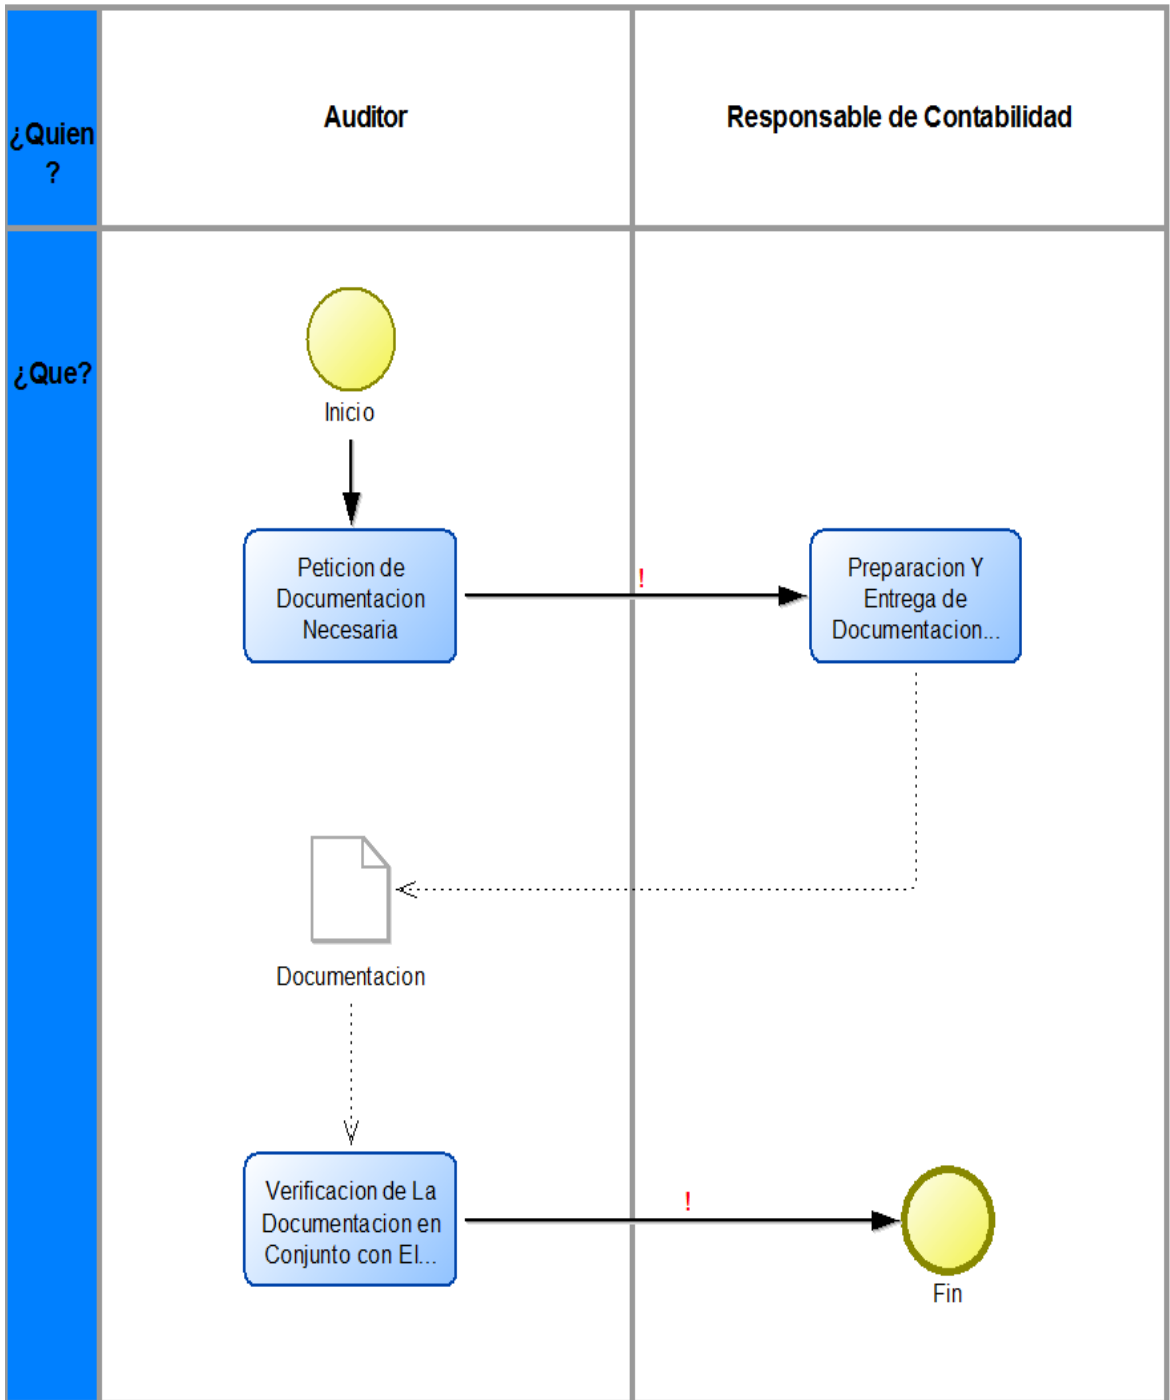 ¿Quien
?
Auditor
Responsable de Contabilidad
¿Que?
Inicio
Peticion de
Documentacion
Necesaria
!
Preparacion Y
Entrega de
Documentacion...
Documentacion
Verificacion de La
Documentacion en
Conjunto con El...
!
Fin